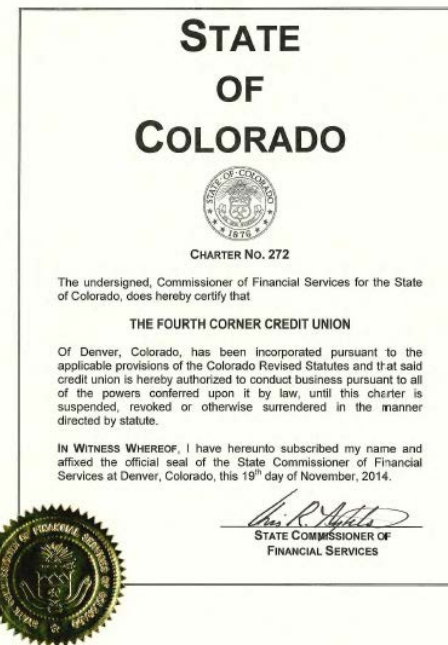 STATE
OF
COLORADO
STATE·OF·COLORADO
1876
CHARTER NO. 272
The undersigned, Commissioner of Financial Services for the State
of Colorado, does hereby certify that
THE FOURTH CORNER CREDIT UNION
Of Denver, Colorado, has been incorporated pursuant to the
applicable provisions of the Colorado Revised Statutes and that said
credit union is hereby authorized to conduct business pursuant to all
of the powers conferred upon it by law, until this charter is
suspended, revoked or otherwise surrendered in the manner
directed by statute.
IN WITNESS WHEREOF, I have hereunto subscribed my name and
affixed the official seal of the State Commissioner of Financial
Services at Denver, Colorado, this 19th day of November, 2014.
STATE COMMISSIONER OF
FINANCIAL SERVICES